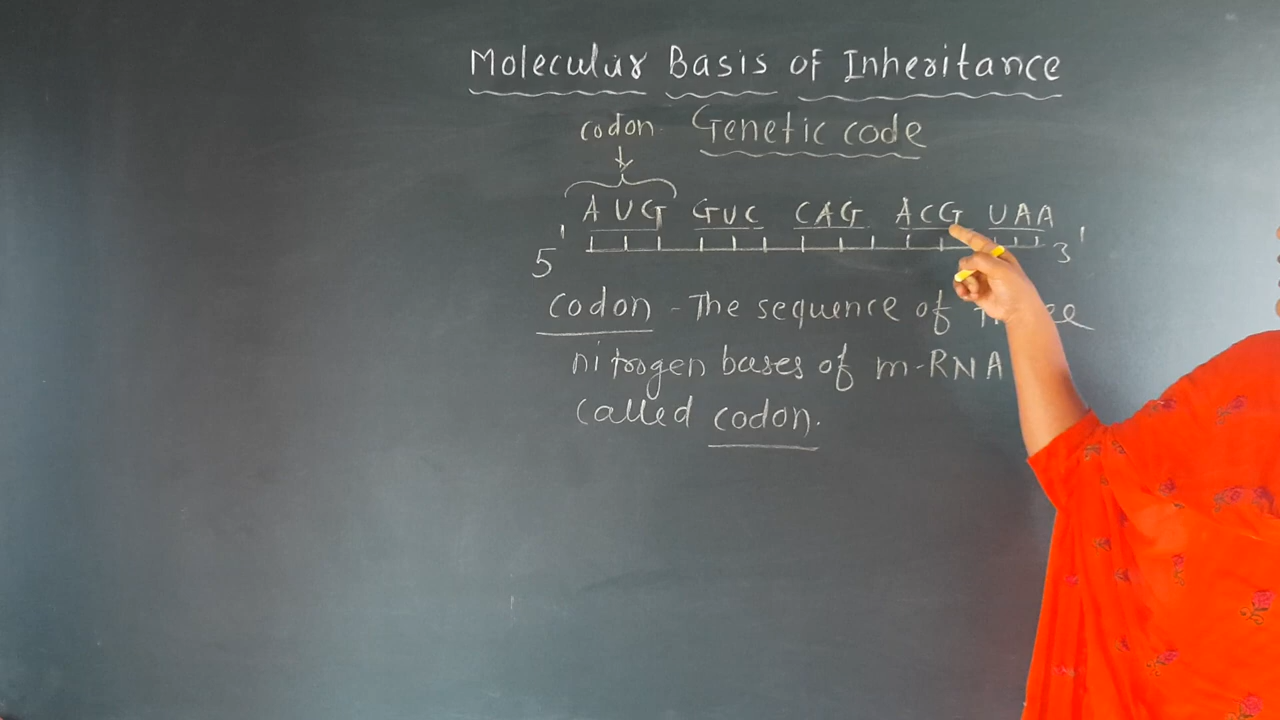 Molecular Basis of Inheritance
codon Genetic code
AUG GUC CAG ACG UAA
5' 3'
codon - The sequence of
nitrogen bases of m-RNA
called codon.